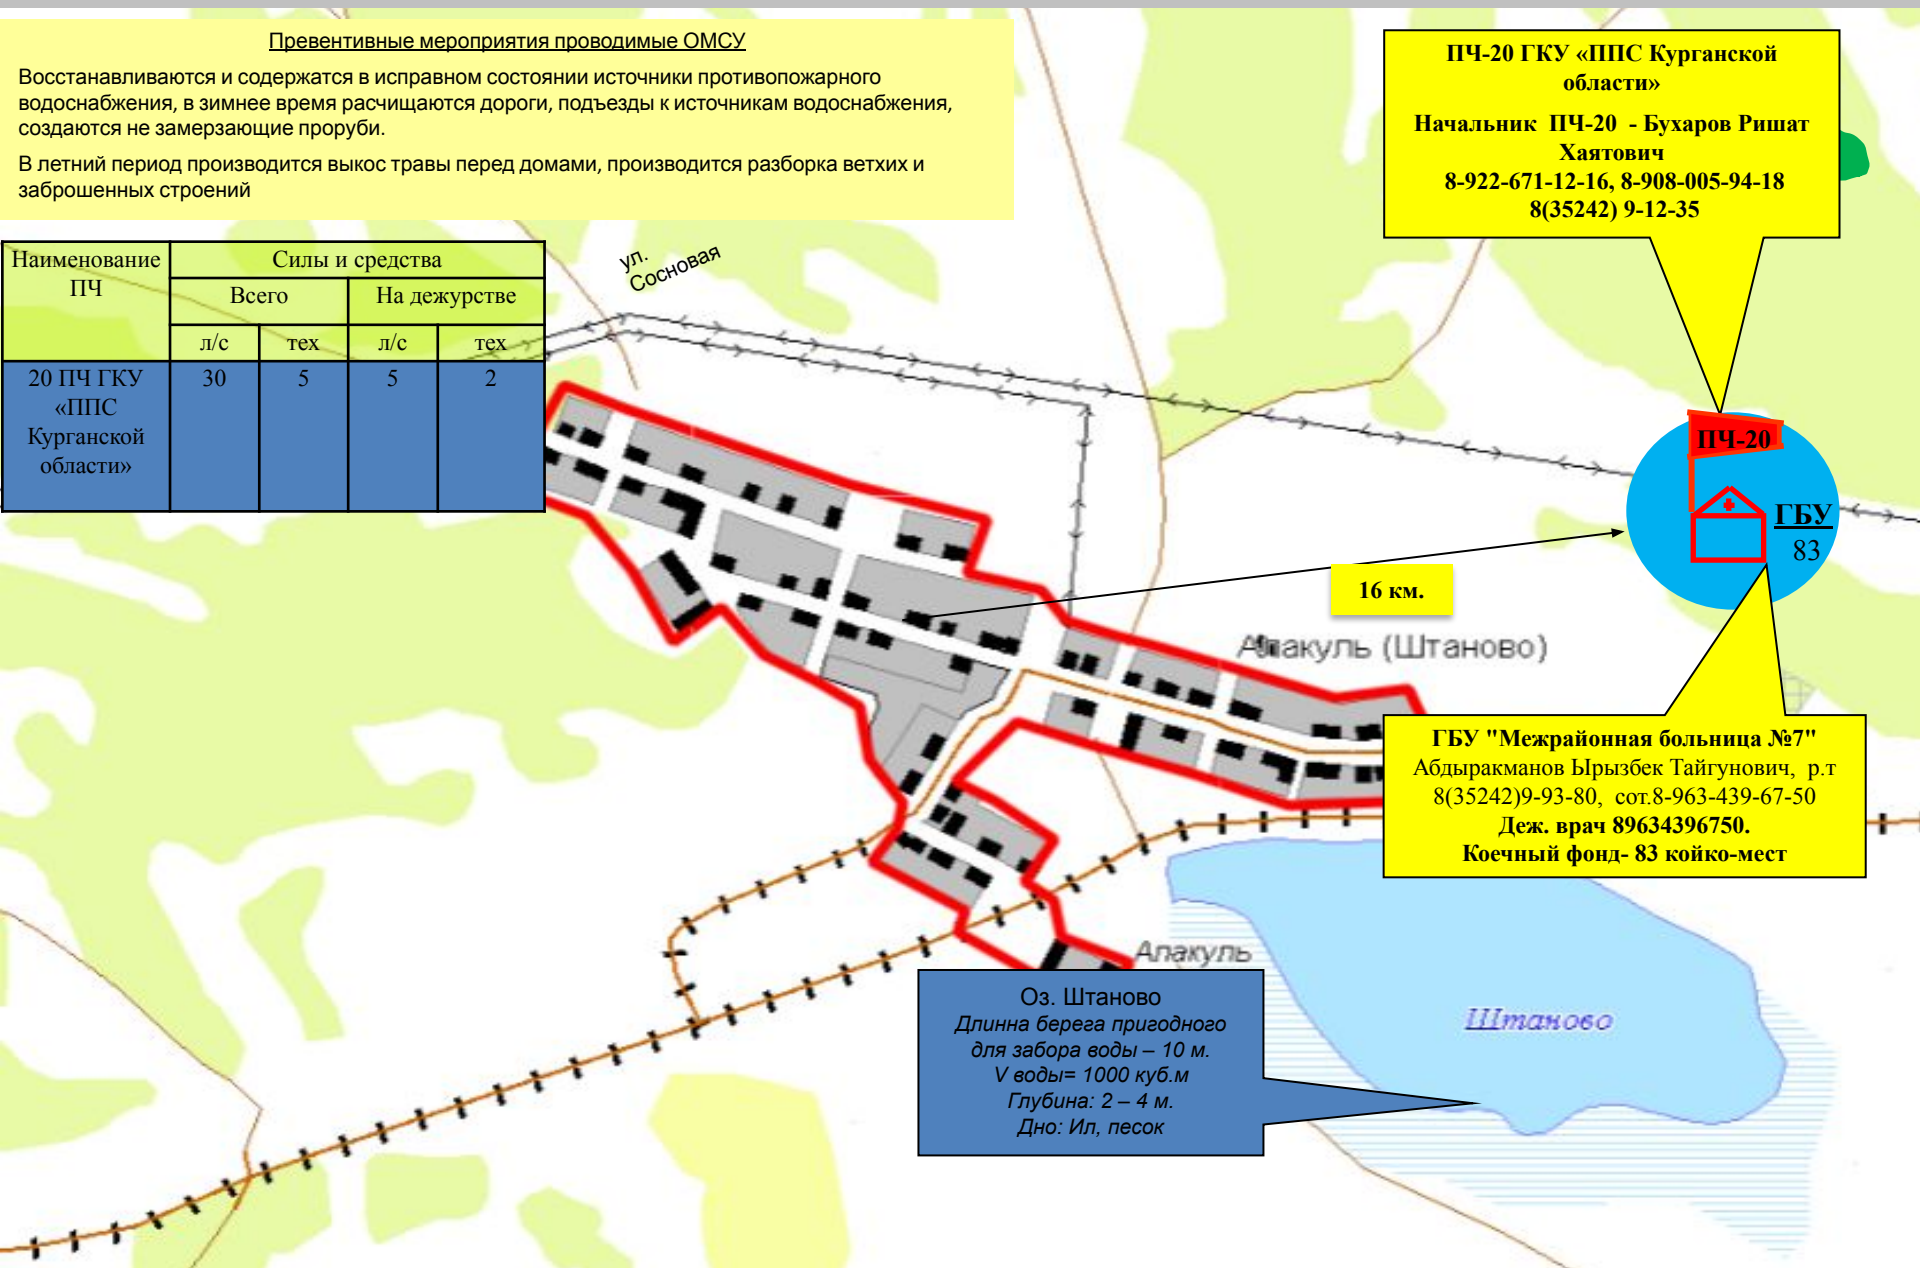 Превентивные мероприятия проводимые ОМСУ
Восстанавливаются и содержатся в исправном состоянии источники противопожарного
водоснабжения, в зимнее время расчищаются дороги, подъезды к источникам водоснабжения,
создаются не замерзающие проруби.
В летний период производится выкос травы перед домами, производится разборка ветхих и
заброшенных строений
ПЧ-20 ГКУ «ППС Курганской
области»
Начальник ПЧ-20 - Бухаров Ришат
Хаятович
8-922-671-12-16, 8-908-005-94-18
8(35242) 9-12-35
Наименование
ПЧ
Силы и средства
Всего
На дежурстве
л/с
тех
л/с
тех
20 ПЧ ГКУ
«ППС
Курганской
области»
30
5
5
2
ул.
Сосновая
ПЧ-20
ГБУ
83
16 км.
(Штаново)
ГБУ "Межрайонная больница №7"
Абдыракманов Ырызбек Тайгунович, р.т
8(35242)9-93-80, сот.8-963-439-67-50
Деж. врач 89634396750.
Коечный фонд- 83 койко-мест
Алакуль
Оз. Штаново
Длинна берега пригодного
для забора воды – 10 м.
V воды= 1000 куб.м
Глубина: 2 – 4 м.
Дно: Ил, песок
Штаново